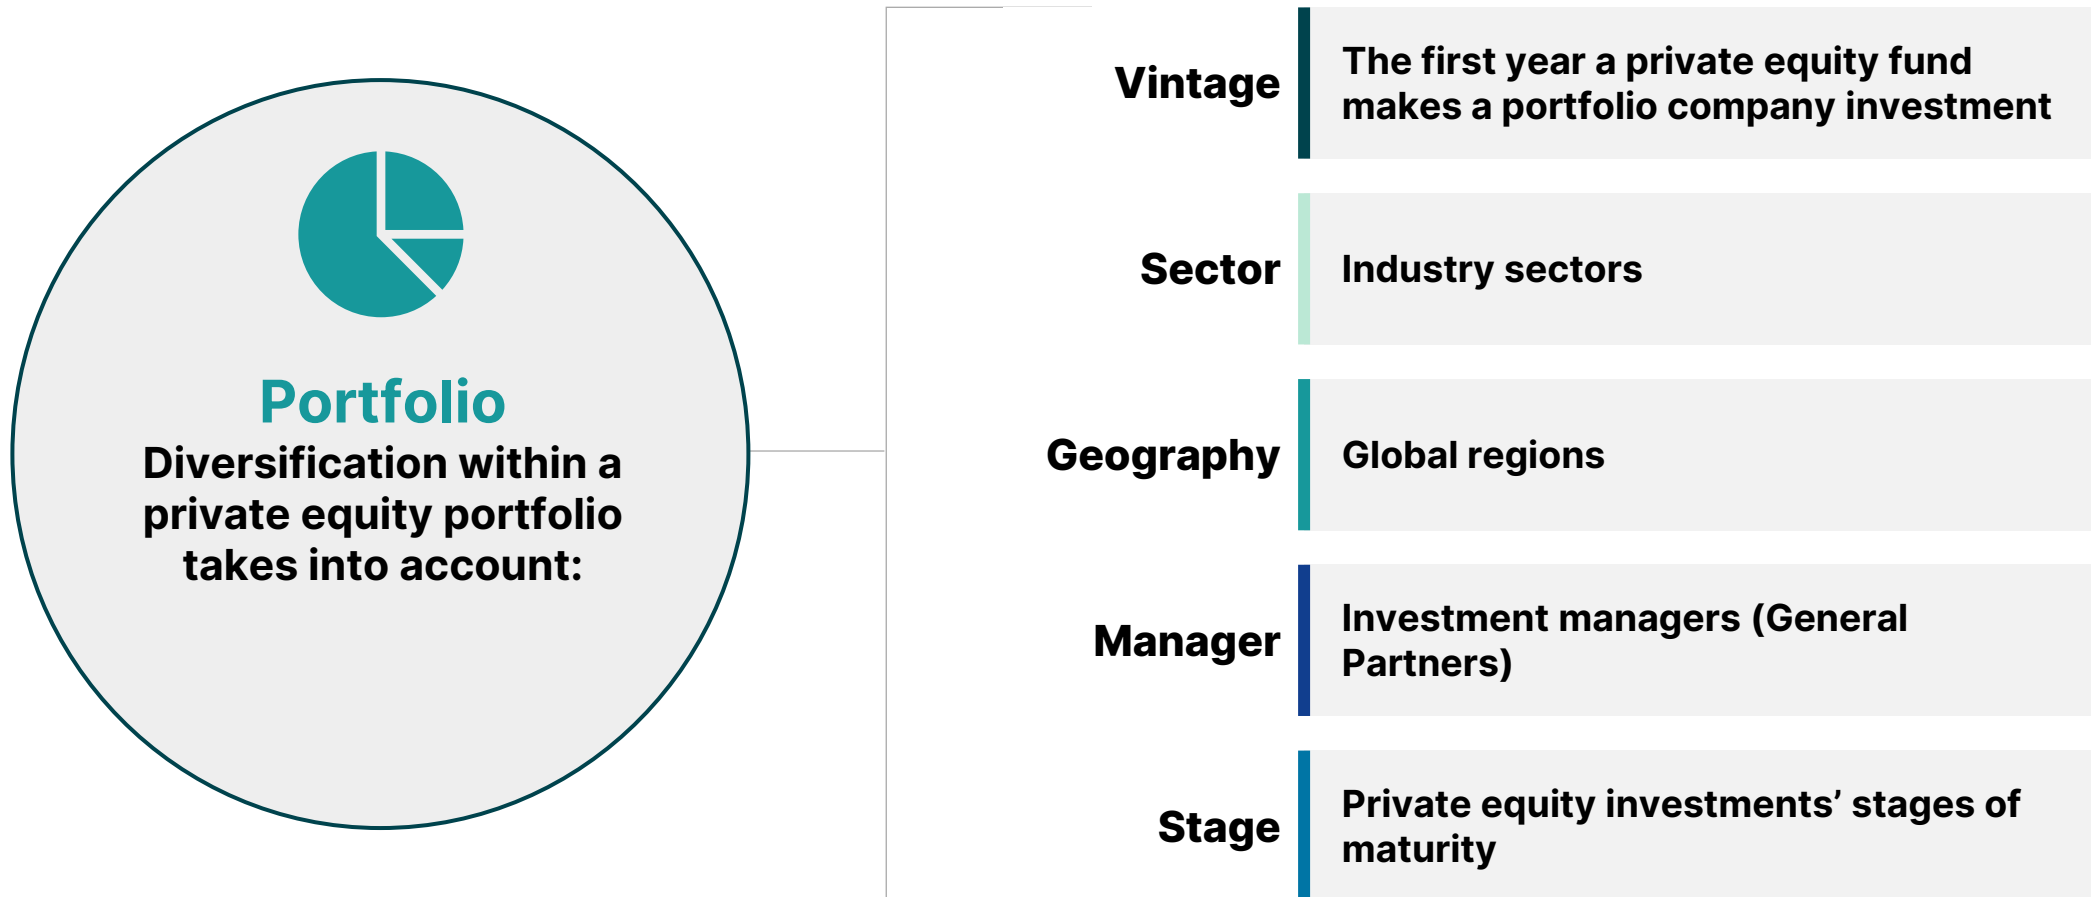 Portfolio
Diversification within a
private equity portfolio
takes into account:
Vintage
The first year a private equity fund
makes a portfolio company investment
Sector
Industry sectors
Geography
Global regions
Manager
Investment managers (General
Partners)
Stage
Private equity investments’ stages of
maturity